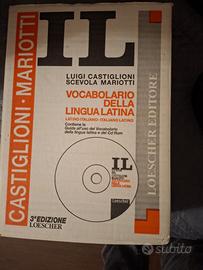 CASTIGLIONI - MARIOTTI
IL
LUIGI CASTIGLIONI
SCEVOLA MARIOTTI
VOCABOLARIO
DELLA
LINGUA LATINA
LATINO-ITALIANO • ITALIANO-LATINO
Contiene la
Guida all'uso del Vocabolario
della lingua latina e del Cd Rom
IL
Loescher
LOESCHER EDITORE
3ª EDIZIONE
LOESCHER
subito